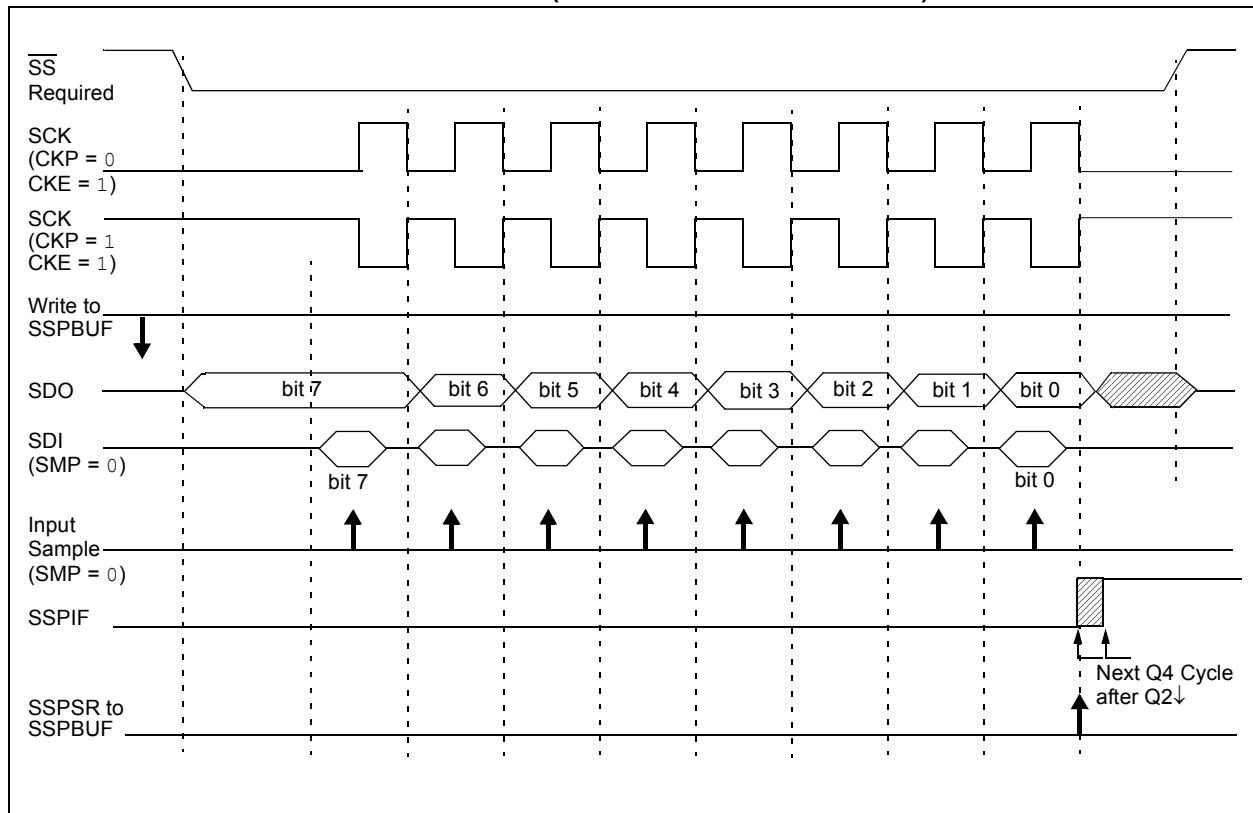 SS
Required
SCK
(CKP = 0
CKE = 1)
SCK
(CKP = 1
CKE = 1)
Write to
SSPBUF
SDO
bit 7 bit 6 bit 5 bit 4 bit 3 bit 2 bit 1 bit 0
SDI
(SMP = 0)
bit 7 bit 0
Input
Sample
(SMP = 0)
SSPIF
Next Q4 Cycle
after Q2↓
SSPSR to
SSPBUF